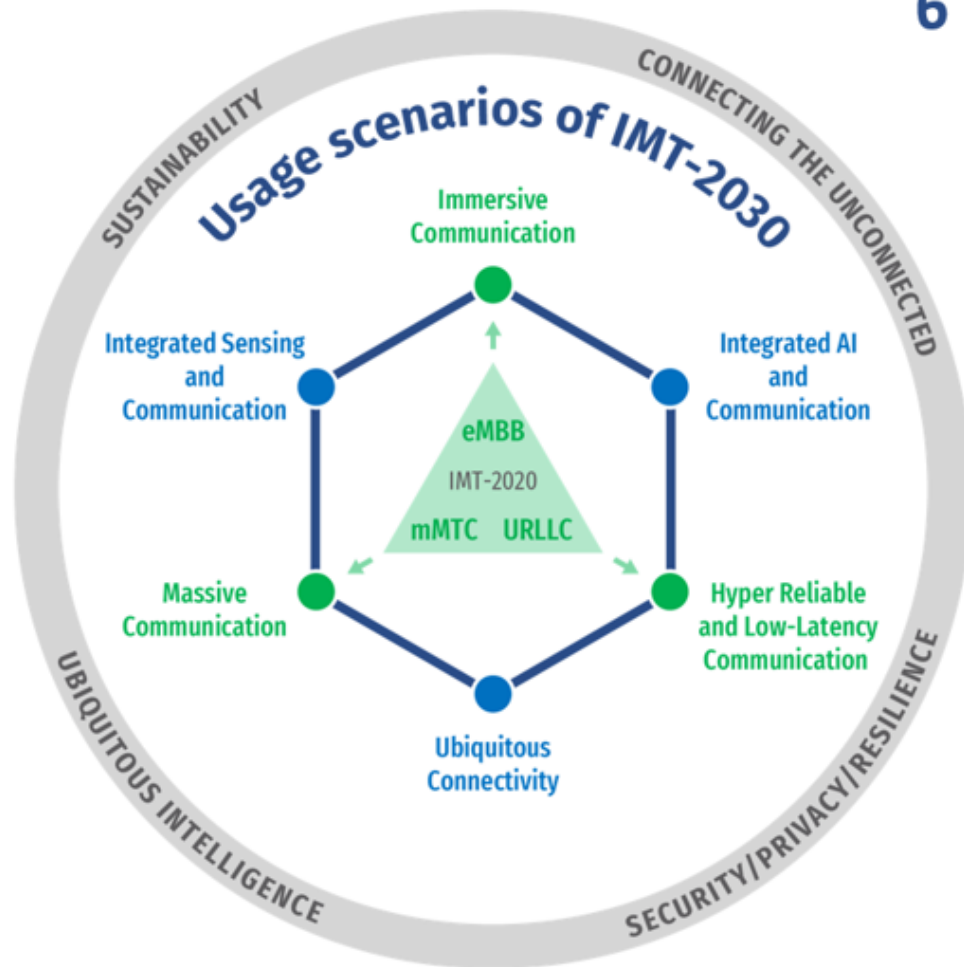 6
SUSTAINABILITY
CONNECTING THE UNCONNECTED
Usage scenarios of IMT-2030
Immersive
Communication
Integrated Sensing
and
Communication
Integrated AI
and
Communication
eMBB
IMT-2020
mMTC URLLC
Massive
Communication
Hyper Reliable
and Low-Latency
Communication
Ubiquitous
Connectivity
UBIQUITOUS INTELLIGENCE
SECURITY/PRIVACY/RESILIENCE